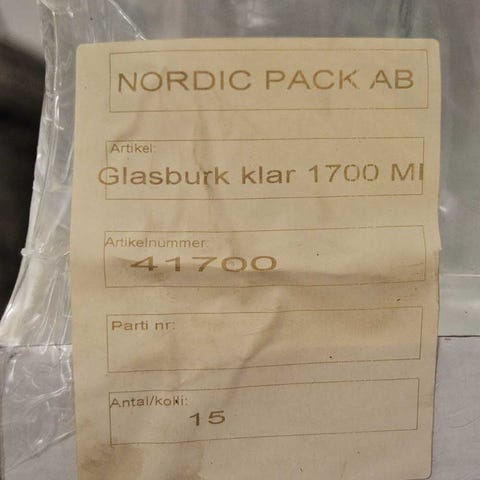 NORDIC PACK AB
Artikel:
Glasburk klar 1700 Ml
Artikelnummer:
41700
Parti nr:
Antal/kolli:
15